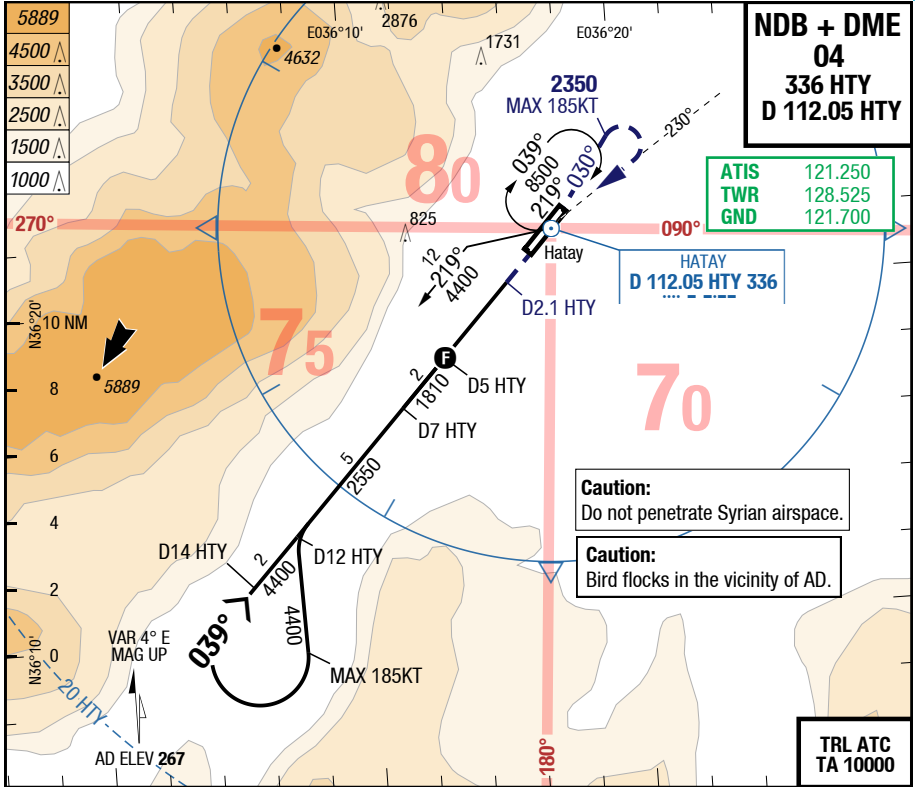 5889
4500
3500
2500
1500
1000
4632
2876
E036°10'
1731
E036°20'
NDB + DME
04
336 HTY
D 112.05 HTY
2350
MAX 185KT
230°
039°
8500
219°
030°
80
ATIS 121.250
TWR 128.525
GND 121.700
270°
825
090°
Hatay
HATAY
D 112.05 HTY 336
12
219°
4400
D2.1 HTY
N36°20'
10 NM
75
5889
F
D5 HTY
2
1810
D7 HTY
70
8
6
5
2550
Caution:
Do not penetrate Syrian airspace.
4
D14 HTY
2
4400
D12 HTY
Caution:
Bird flocks in the vicinity of AD.
2
4400
039°
VAR 4° E
MAG UP
N36°10'
0
MAX 185KT
20 HTY
AD ELEV 267
180°
TRL ATC
TA 10000